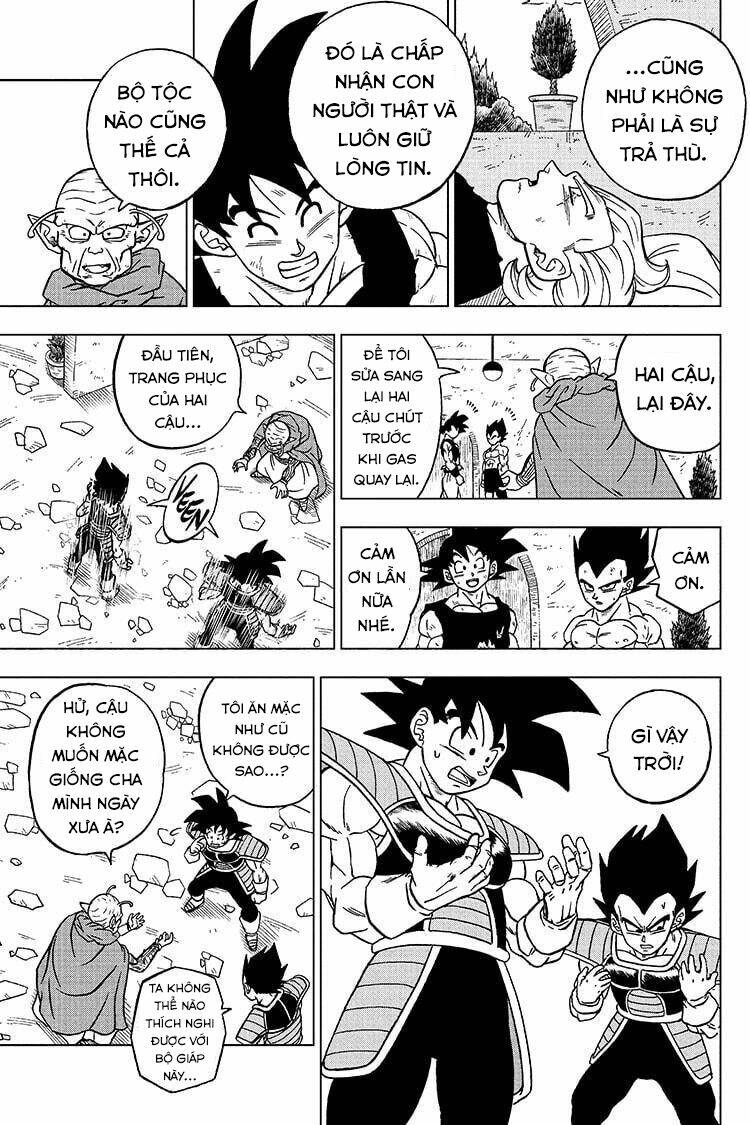 ...CŨNG
NHƯ KHÔNG
PHẢI LÀ SỰ
TRẢ THÙ.
ĐÓ LÀ CHẤP
NHẬN CON
NGƯỜI THẬT VÀ
LUÔN GIỮ
LÒNG TIN.
BỘ TỘC
NÀO CŨNG
THẾ CẢ
THÔI.
HAI CẬU,
LẠI ĐÂY.
ĐỂ TÔI
SỬA SANG
LẠI HAI
CẬU CHÚT
TRƯỚC
KHI GAS
QUAY LẠI.
CẢM
ƠN.
CẢM
ƠN LẦN
NỮA
NHÉ.
ĐẦU TIÊN,
TRANG PHỤC
CỦA HAI
CẬU...
VEEN
GÌ VẬY
TRỜI!
TÔI ĂN MẶC
NHƯ CŨ
KHÔNG ĐƯỢC
SAO...?
HỬ, CẬU
KHÔNG
MUỐN MẶC
GIỐNG CHA
MÌNH NGÀY
XƯA À?
TA KHÔNG
THỂ NÀO
THÍCH NGHI
ĐƯỢC VỚI
BỘ GIÁP
NÀY...